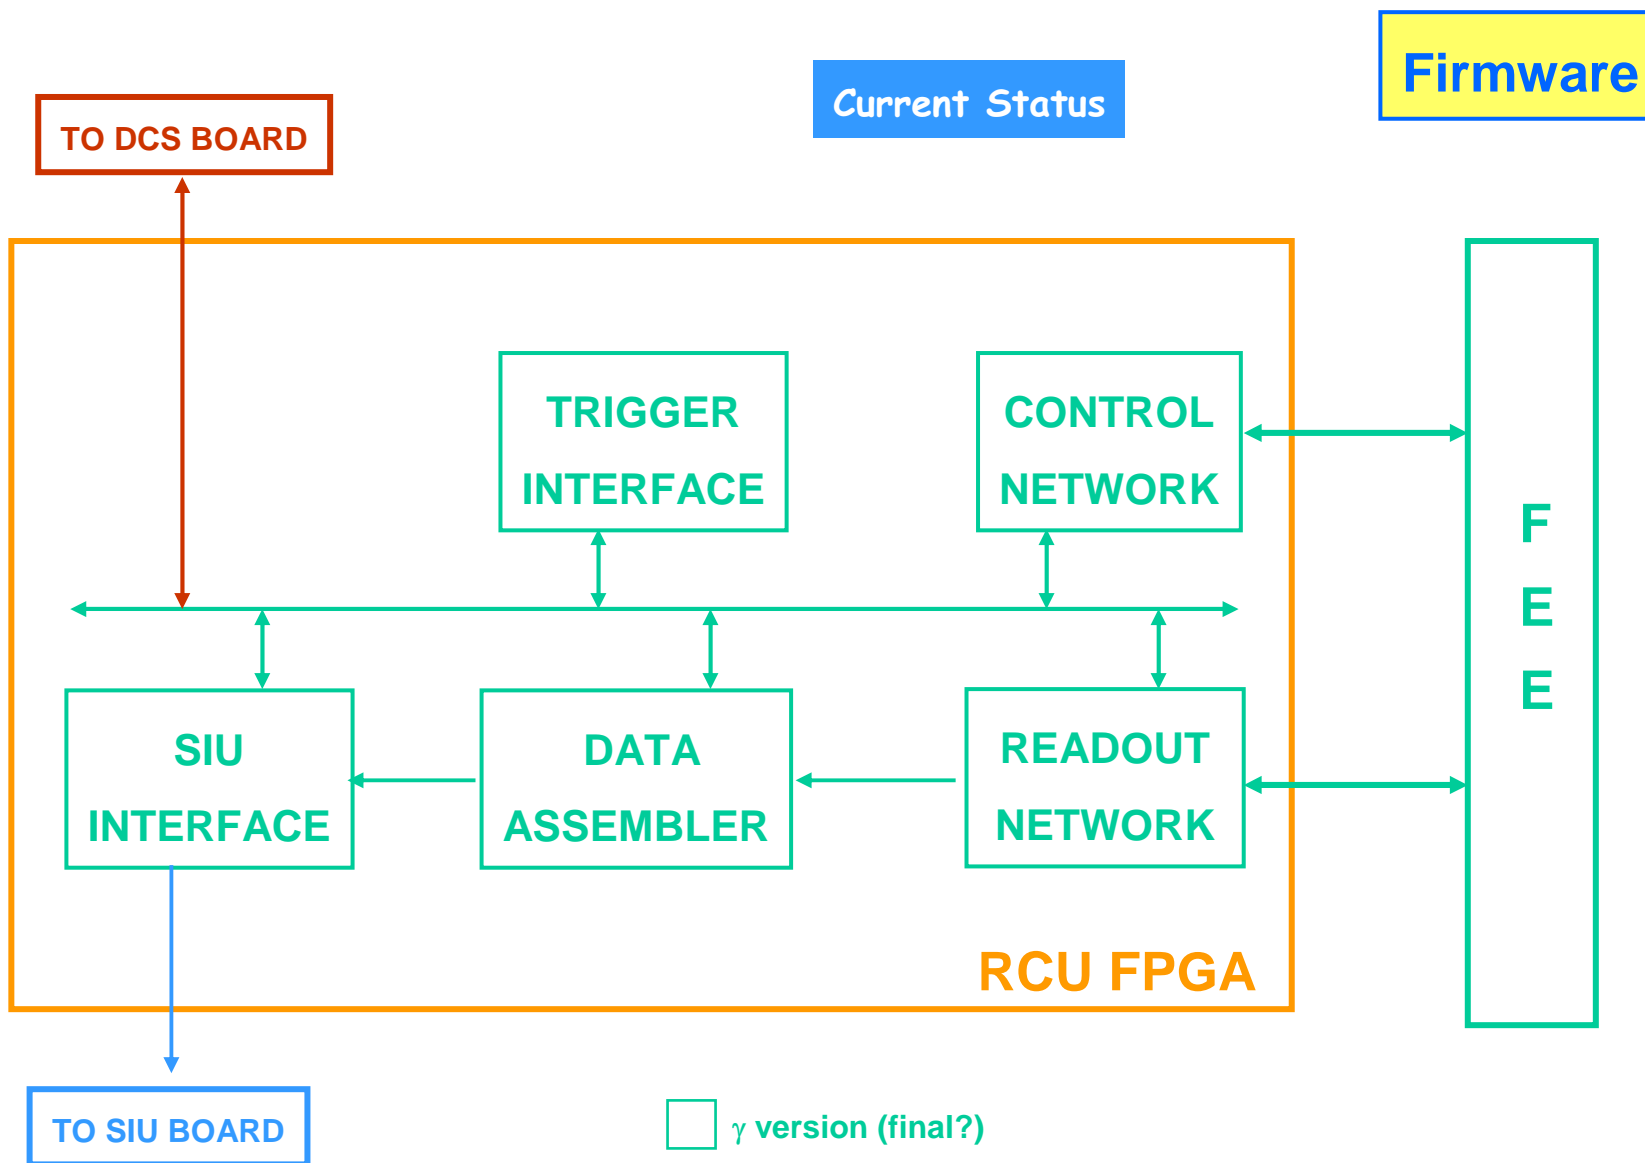 Firmware
Current Status
TO DCS BOARD
TRIGGER
INTERFACE
CONTROL
NETWORK
F
E
E
SIU
INTERFACE
DATA
ASSEMBLER
READOUT
NETWORK
RCU FPGA
TO SIU BOARD
γ version (final?)